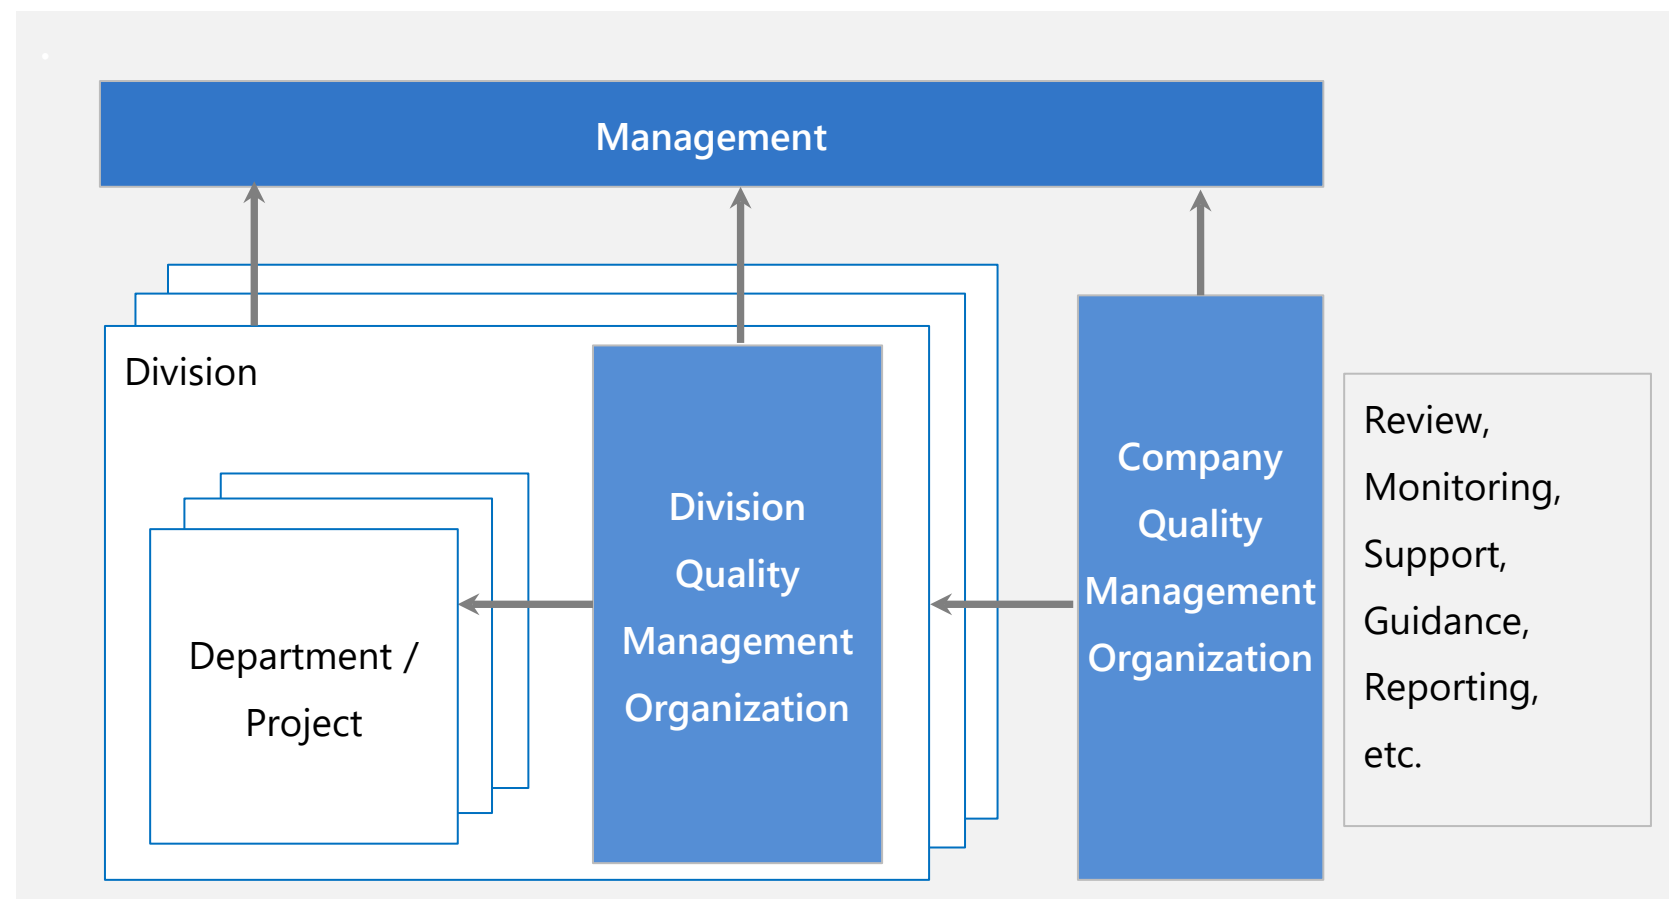 Management
Division
Department /
Project
Division
Quality
Management
Organization
Company
Quality
Management
Organization
Review,
Monitoring,
Support,
Guidance,
Reporting,
etc.